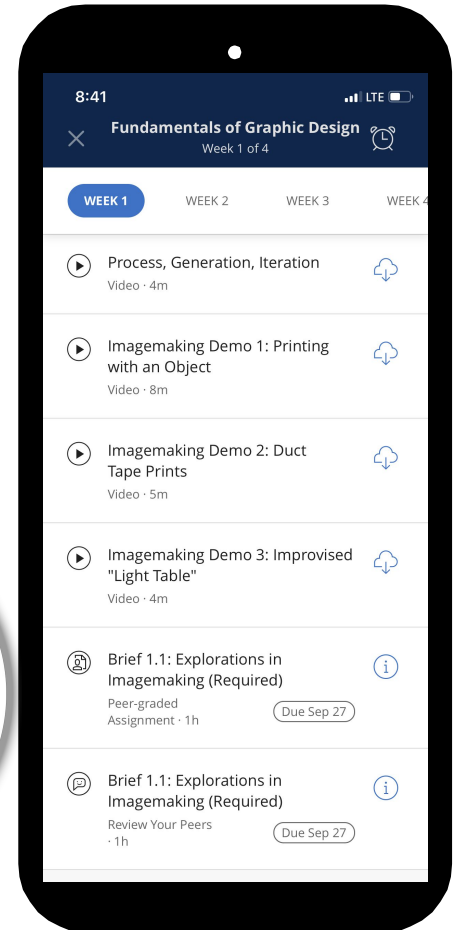 8:41
LTE
Fundamentals of Graphic Design
Week 1 of 4
WEEK 1 WEEK 2 WEEK 3 WEEK 4
Process, Generation, Iteration
Video · 4m
Imagemaking Demo 1: Printing
with an Object
Video · 8m
Imagemaking Demo 2: Duct
Tape Prints
Video · 5m
Imagemaking Demo 3: Improvised
"Light Table"
Video · 4m
Brief 1.1: Explorations in
Imagemaking (Required)
Peer-graded
Assignment · 1h
Due Sep 27
Brief 1.1: Explorations in
Imagemaking (Required)
Review Your Peers
· 1h
Due Sep 27